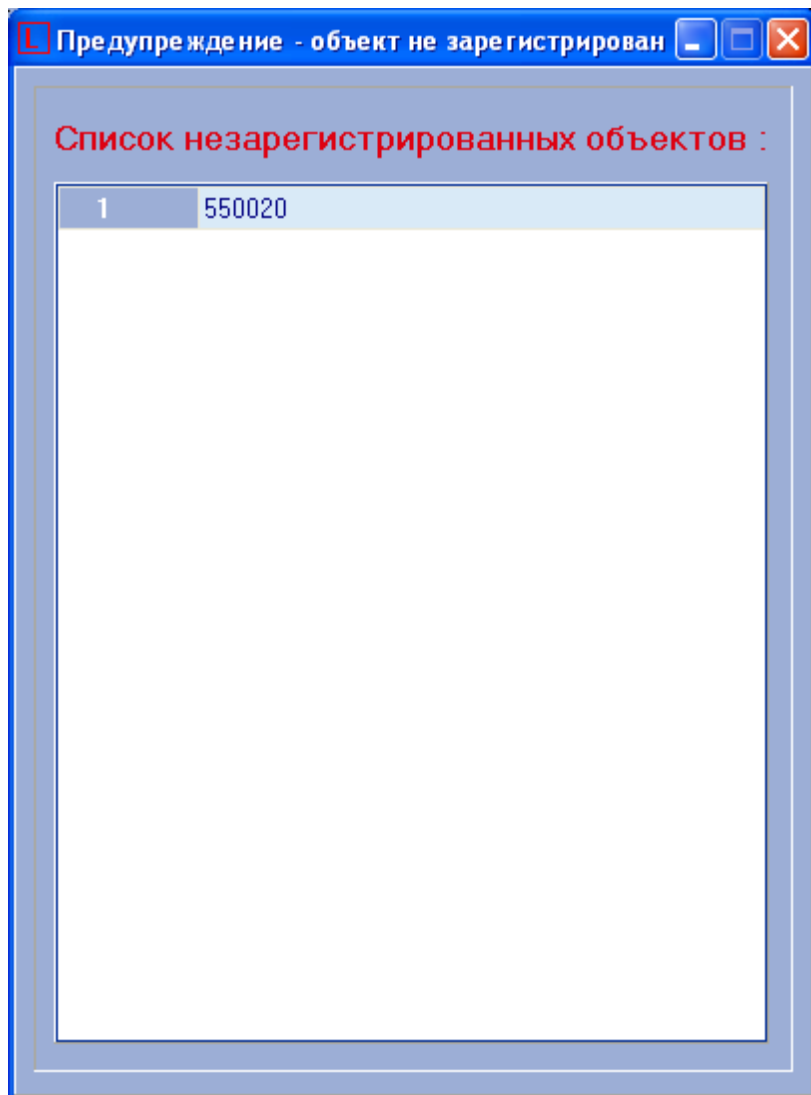 L Предупреждение - объект не зарегистрирован
Список незарегистрированных объектов :
1 550020